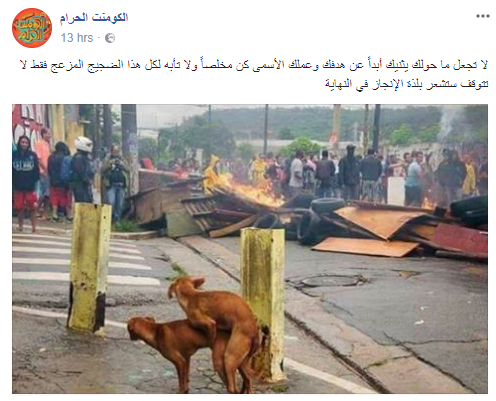 الكومنت الحرام
13 hrs
لا تجعل ما حولك يثنيك أبداً عن هدفك وعملك الأسمى كن مخلصاً ولا تأبه لكل هذا الضجيج المزعج فقط لا
تتوقف ستشعر بلذة الإنجاز في النهاية